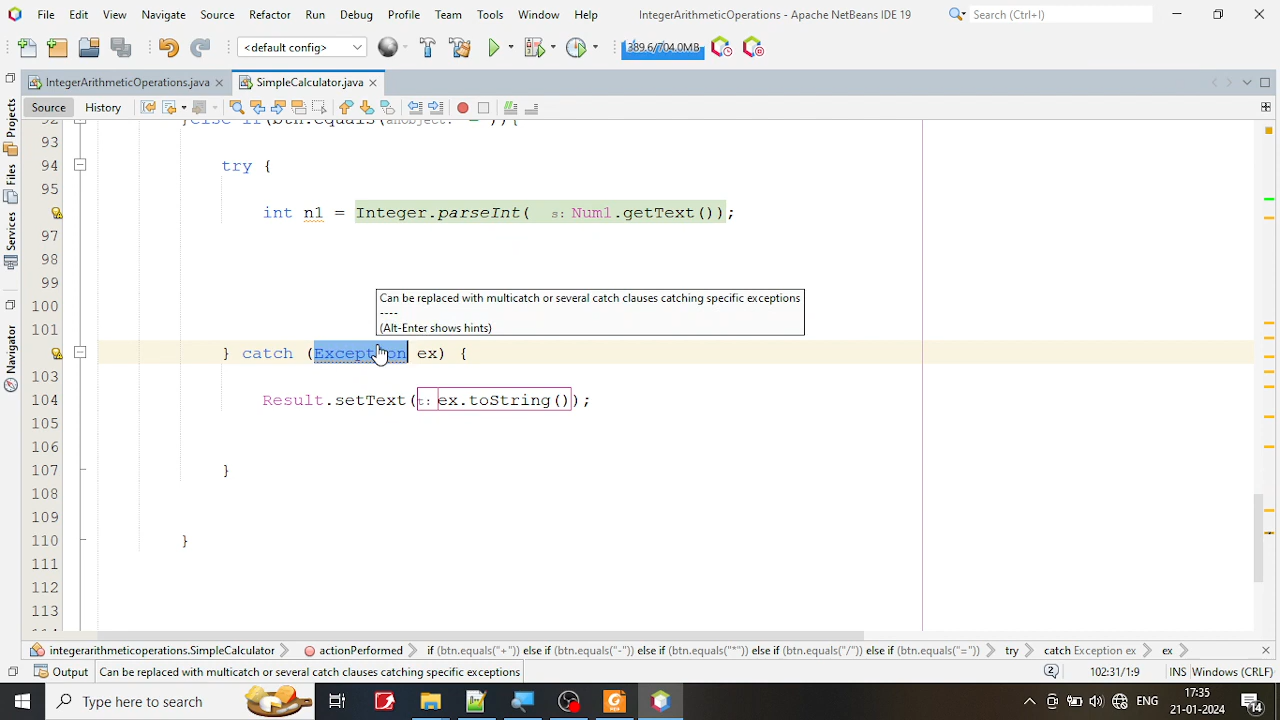 File Edit View Navigate Source Refactor Run Debug Profile Team Tools Window Help IntegerArithmeticOperations - Apache NetBeans IDE 19 Search (Ctrl+I)
<default config> 389.6/704.0MB
IntegerArithmeticOperations.java SimpleCalculator.java
Source History
Projects
Files
Services
Navigator
93
94 try {
95
int n1 = Integer.parseInt( s: Num1.getText());
97
98
99
100
Can be replaced with multicatch or several catch clauses catching specific exceptions
----
(Alt-Enter shows hints)
101
} catch (Exception ex) {
103
104 Result.setText(t: ex.toString());
105
106
107 }
108
109
110 }
111
112
113
integerarithmeticoperations.SimpleCalculator actionPerformed if (btn.equals("+")) else if (btn.equals("-")) else if (btn.equals("*")) else if (btn.equals("/")) else if (btn.equals("=")) try catch Exception ex ex
Output Can be replaced with multicatch or several catch clauses catching specific exceptions 2 102:31/1:9 INS Windows (CRLF)
Type here to search ENG 17:35
21-01-2024 14